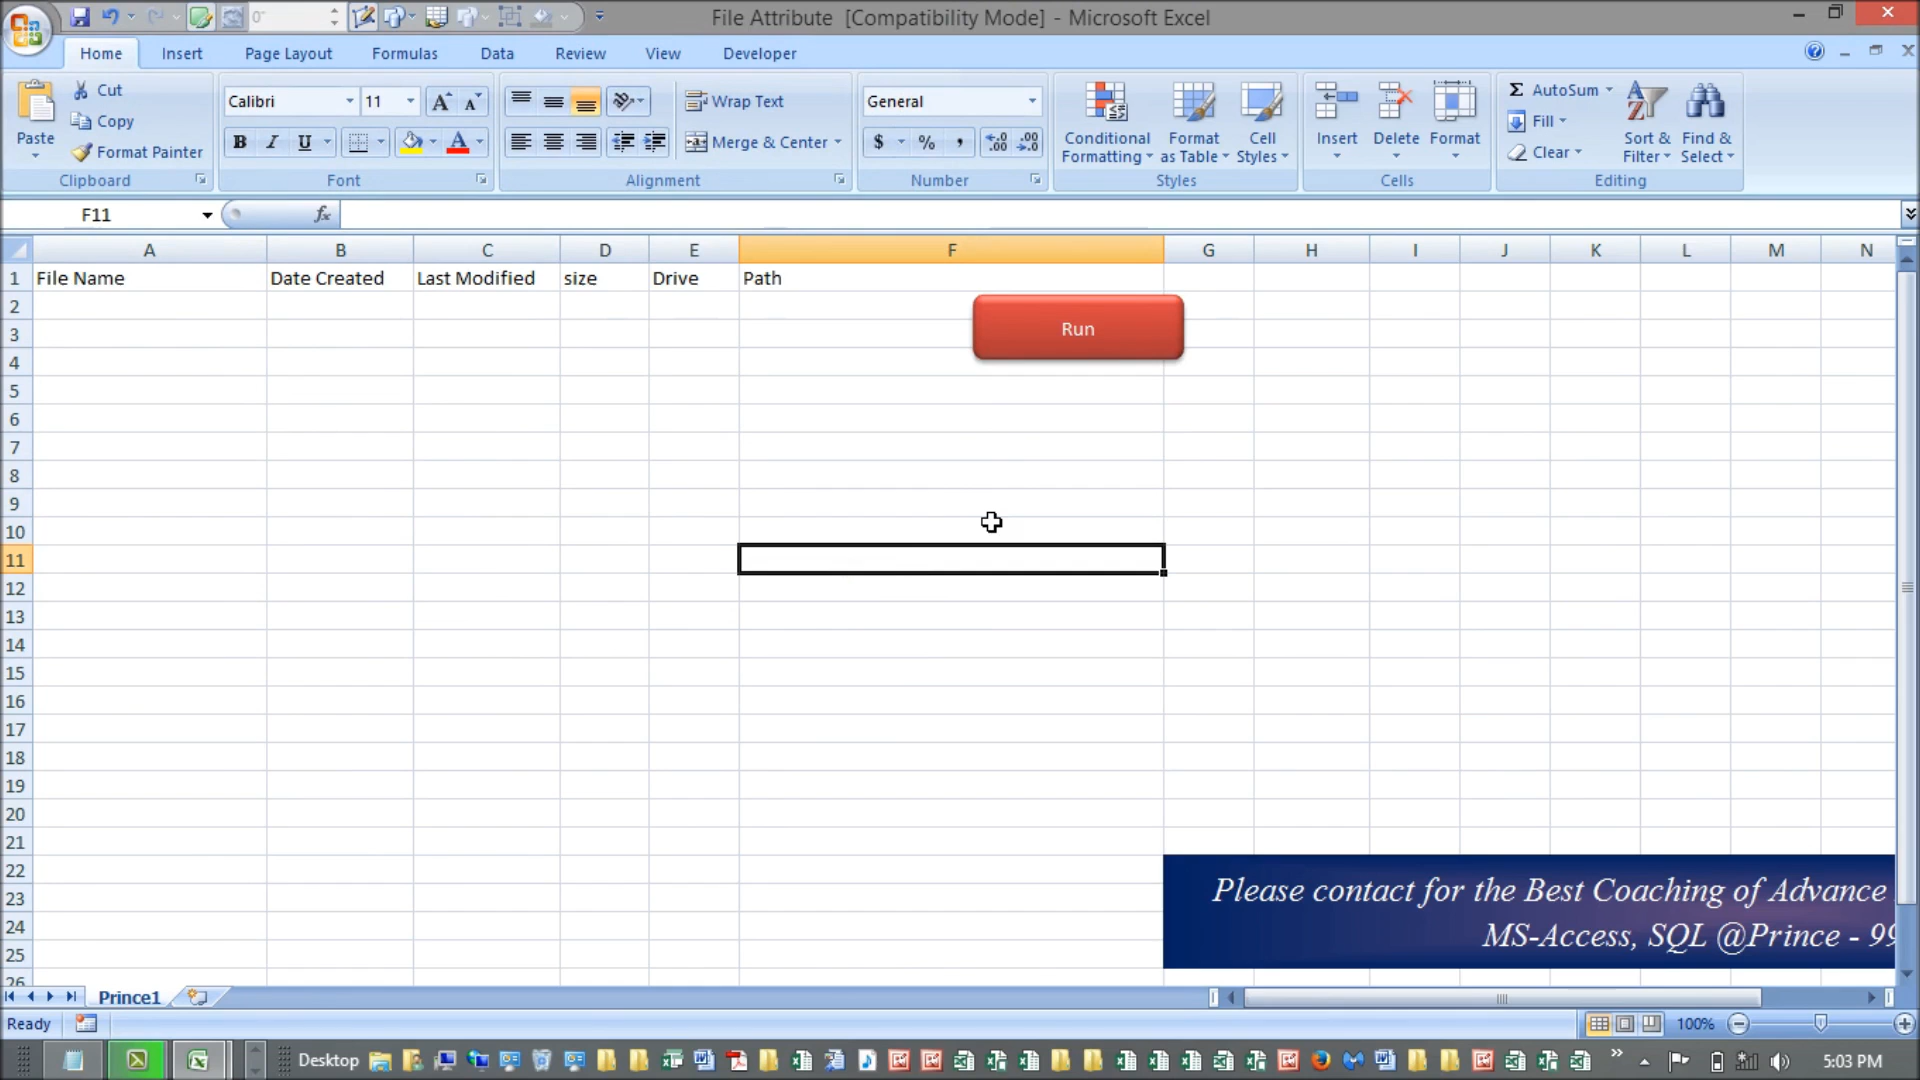 File Attribute [Compatibility Mode] - Microsoft Excel
Home Insert Page Layout Formulas Data Review View Developer
Paste Cut Calibri 11 Wrap Text General Conditional Formatting Format as Table Cell Styles Insert Delete Format AutoSum Sort & Filter Find & Select
Copy Fill
Format Painter B I U Merge & Center $ % , Clear
Clipboard Font Alignment Number Styles Cells Editing
F11 fx
A B C D E F G H I J K L M N
1 File Name Date Created Last Modified size Drive Path
2
Run
3
4
5
6
7
8
9
10
11
12
13
14
15
16
17
18
19
20
21
22
Please contact for the Best Coaching of Advance
23
24
MS-Access, SQL @Prince - 99
25
26
Prince1
Ready 100%
Desktop 5:03 PM